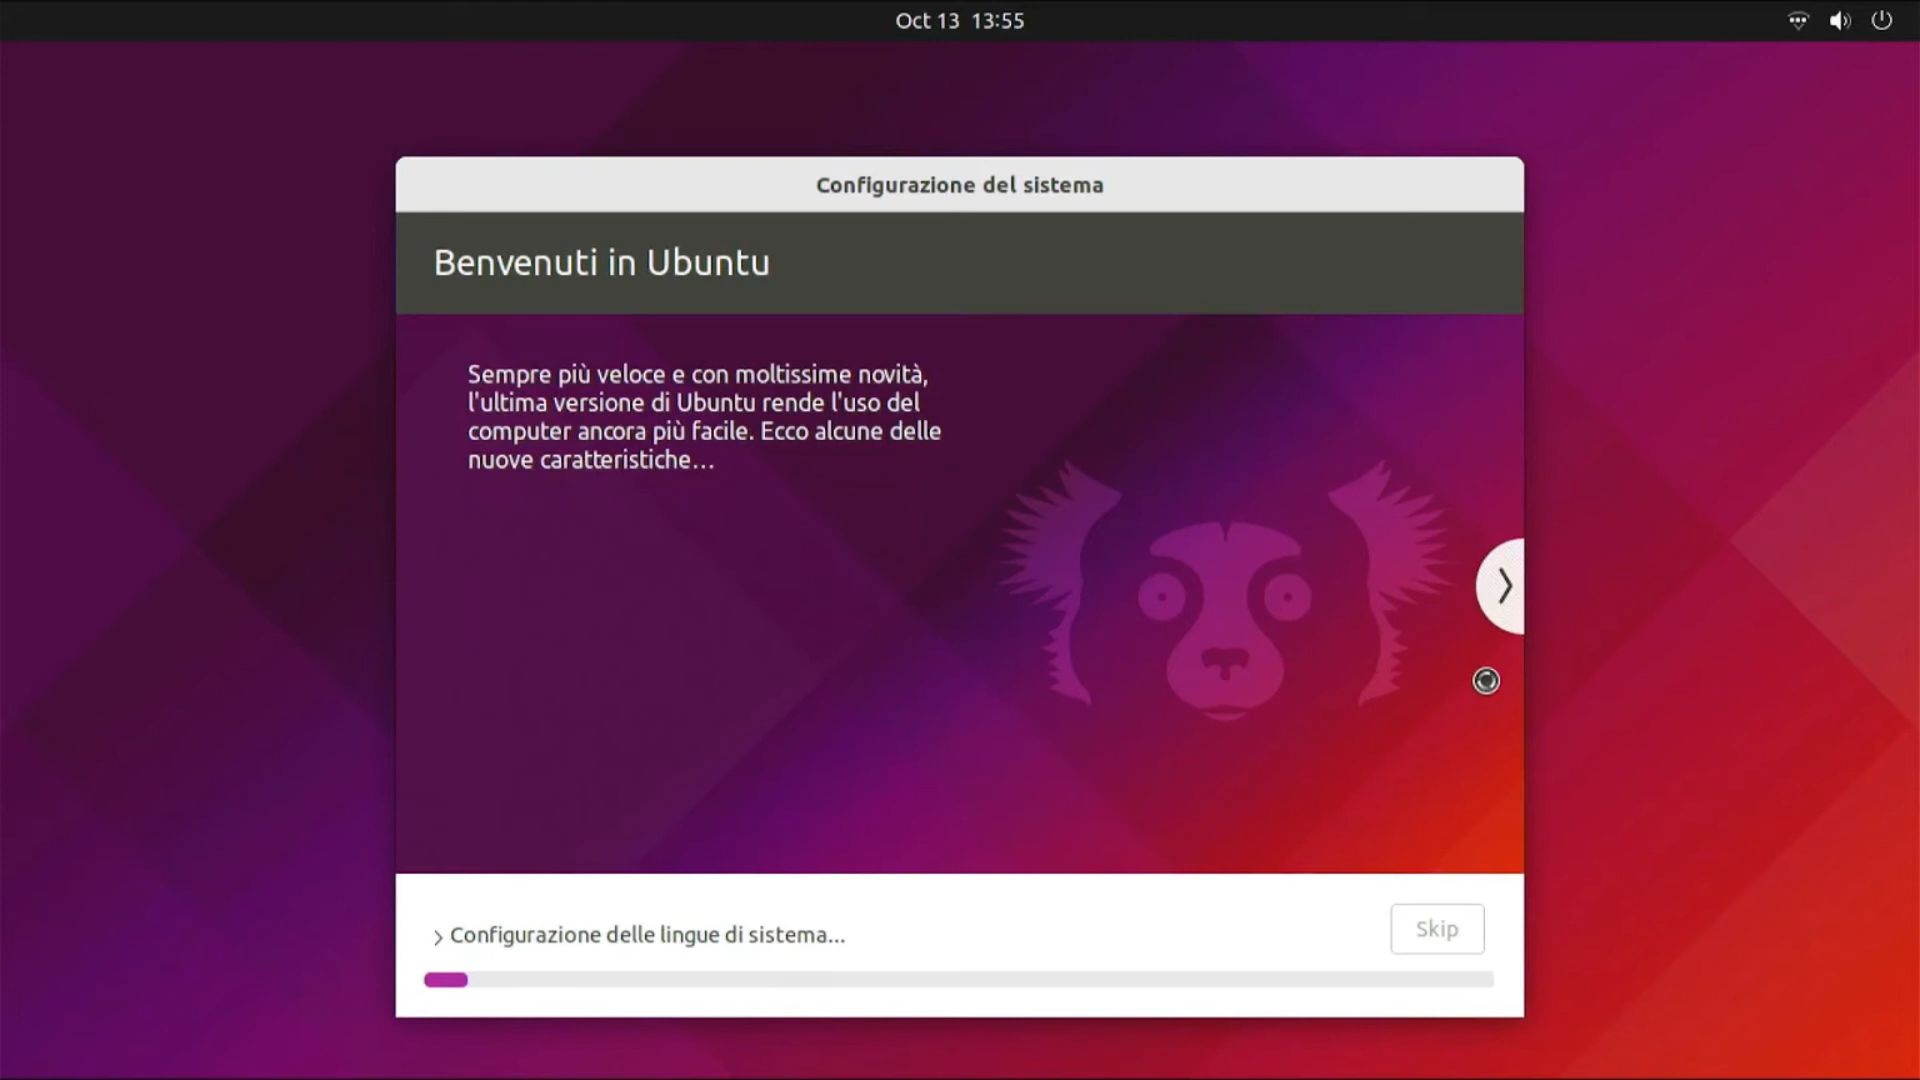 Oct 13 13:55
Configurazione del sistema
Benvenuti in Ubuntu
Sempre più veloce e con moltissime novità,
l'ultima versione di Ubuntu rende l'uso del
computer ancora più facile. Ecco alcune delle
nuove caratteristiche...
Configurazione delle lingue di sistema...
Skip